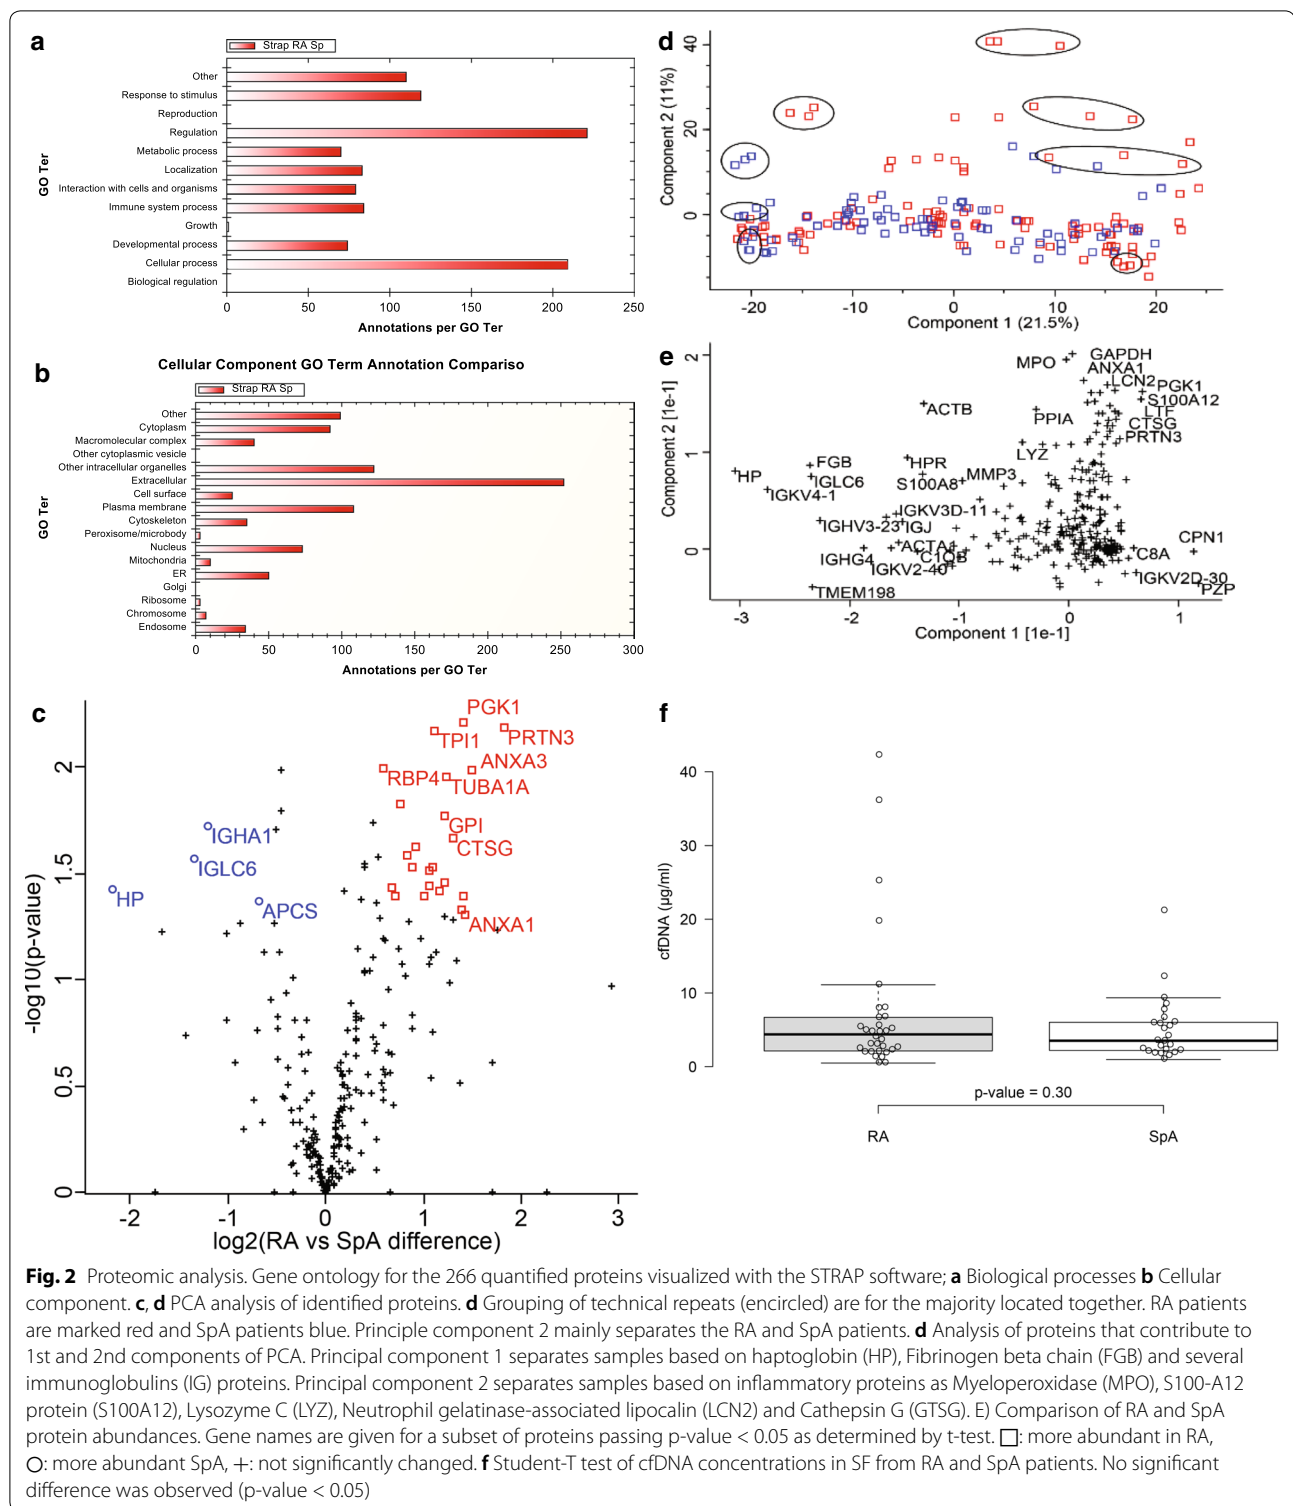 a
Strap RA Sp
GO Ter
Other
Response to stimulus
Reproduction
Regulation
Metabolic process
Localization
Interaction with cells and organisms
Immune system process
Growth
Developmental process
Cellular process
Biological regulation
0 50 100 150 200 250
Annotations per GO Ter
b
Cellular Component GO Term Annotation Compariso
Strap RA Sp
GO Ter
Other
Cytoplasm
Macromolecular complex
Other cytoplasmic vesicle
Other intracellular organelles
Extracellular
Cell surface
Plasma membrane
Cytoskeleton
Peroxisome/microbody
Nucleus
Mitochondria
ER
Golgi
Ribosome
Chromosome
Endosome
0 50 100 150 200 250 300
Annotations per GO Ter
c
-log10(p-value)
2
1.5
1
0.5
0
PGK1
TPI1
PRTN3
ANXA3
RBP4
TUBA1A
GPI
CTSG
ANXA1
IGHA1
IGLC6
HP
APCS
-2 -1 0 1 2 3
log2(RA vs SpA difference)
d
Component 2 (11%)
40
20
0
-20 -10 0 10 20
Component 1 (21.5%)
e
Component 2 [1e-1]
2
1
0
MPO
GAPDH
ANXA1
LCN2
PGK1
S100A12
ACTB
PPIA
LTF
CTSG
PRTN3
LYZ
HP
FGB
HPR
IGLC6
S100A8
MMP3
IGKV4-1
IGKV3D-11
IGHV3-23
IGJ
ACTA1
CPN1
IGHG4
C1QB
C8A
IGKV2-40
IGKV2D-30
TMEM198
PZP
-3 -2 -1 0 1
Component 1 [1e-1]
f
cfDNA (µg/ml)
40
30
20
10
0
p-value = 0.30
RA SpA
Fig. 2 Proteomic analysis. Gene ontology for the 266 quantified proteins visualized with the STRAP software; a Biological processes b Cellular
component. c, d PCA analysis of identified proteins. d Grouping of technical repeats (encircled) are for the majority located together. RA patients
are marked red and SpA patients blue. Principle component 2 mainly separates the RA and SpA patients. d Analysis of proteins that contribute to
1st and 2nd components of PCA. Principal component 1 separates samples based on haptoglobin (HP), Fibrinogen beta chain (FGB) and several
immunoglobulins (IG) proteins. Principal component 2 separates samples based on inflammatory proteins as Myeloperoxidase (MPO), S100-A12
protein (S100A12), Lysozyme C (LYZ), Neutrophil gelatinase-associated lipocalin (LCN2) and Cathepsin G (GTSG). E) Comparison of RA and SpA
protein abundances. Gene names are given for a subset of proteins passing p-value < 0.05 as determined by t-test. □: more abundant in RA,
○: more abundant SpA, +: not significantly changed. f Student-T test of cfDNA concentrations in SF from RA and SpA patients. No significant
difference was observed (p-value < 0.05)